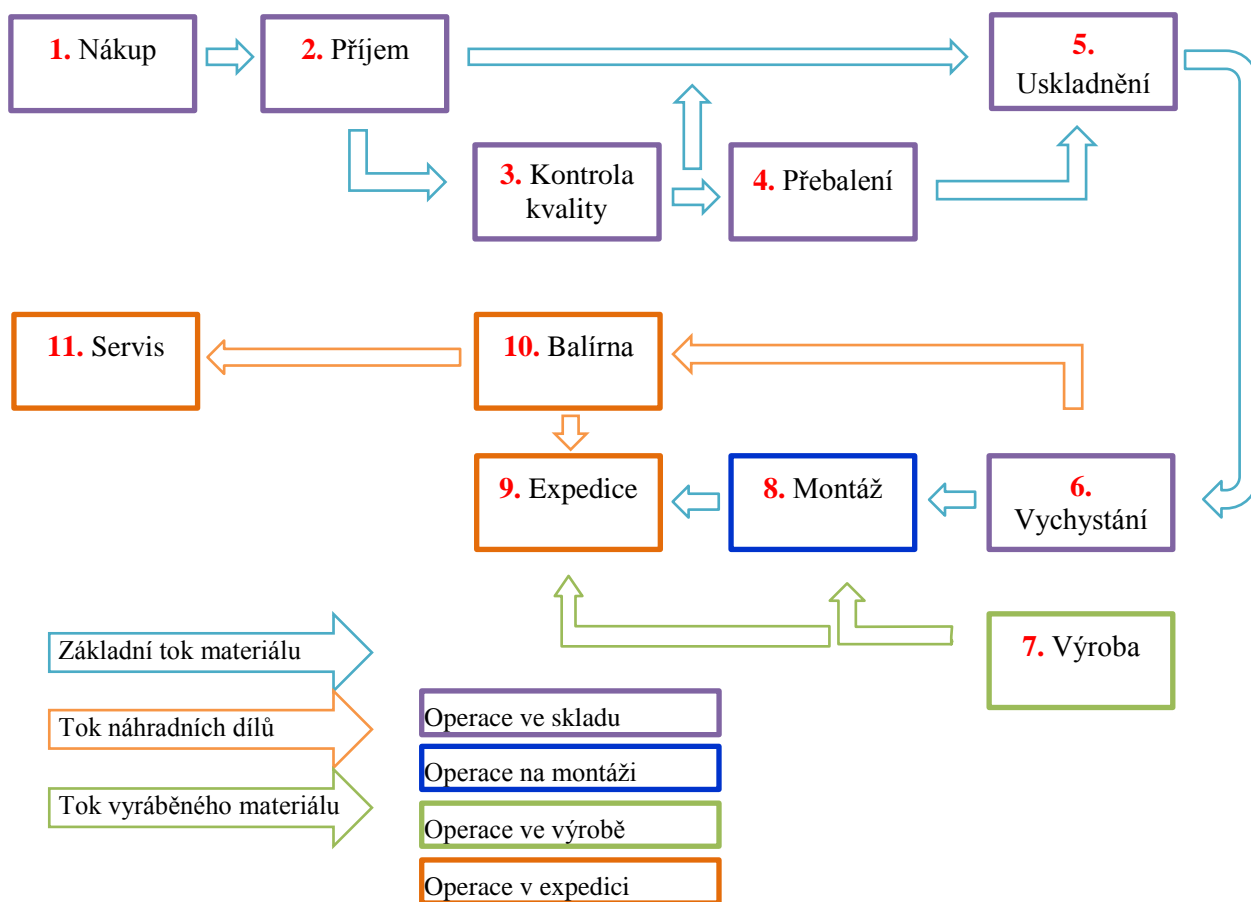 1. Nákup
2. Příjem
5.
Uskladnění
3. Kontrola
kvality
4. Přebalení
11. Servis
10. Balírna
9. Expedice
8. Montáž
6.
Vychystání
7. Výroba
Základní tok materiálu
Tok náhradních dílů
Tok vyráběného materiálu
Operace ve skladu
Operace na montáži
Operace ve výrobě
Operace v expedici